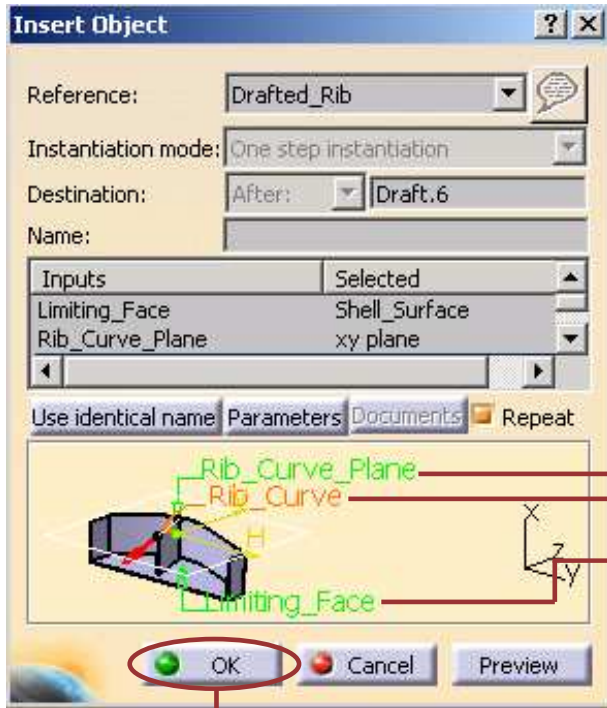 Insert Object
Reference: Drafted_Rib
Instantiation mode: One step instantiation
Destination: After: Draft.6
Name:
Inputs Selected
Limiting_Face Shell_Surface
Rib_Curve_Plane xy plane
Use identical name Parameters Documents Repeat
Rib_Curve_Plane
Rib_Curve
H
x
z
y
Limiting_Face
OK Cancel Preview